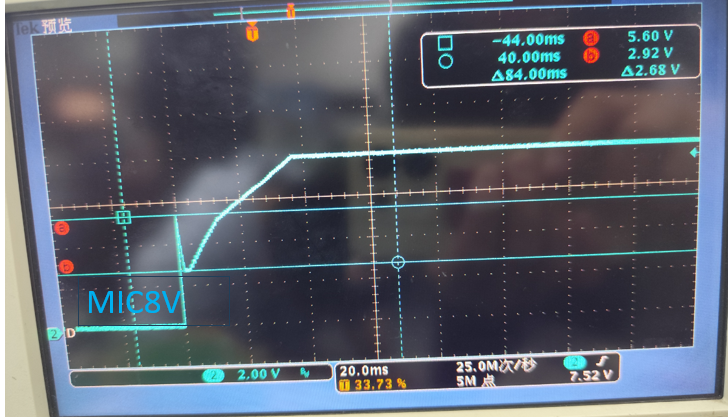 Tek 预览
T
□ -44.00ms a 5.60 V
○ 40.00ms b 2.92 V
Δ84.00ms Δ2.68 V
a
b
MIC8V
2 D
2 2.00 V
20.0ms 25.0M次/秒 2
T 33.73 % 5M 点 7.52 V